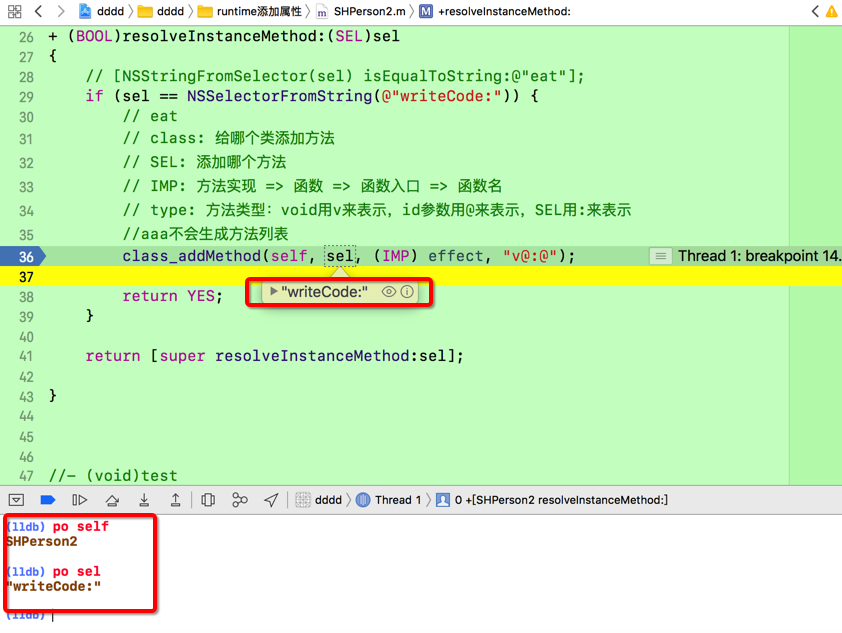 dddd dddd runtime添加属性 SHPerson2.m M +resolveInstanceMethod:
26 + (BOOL)resolveInstanceMethod:(SEL)sel
27 {
28 // [NSStringFromSelector(sel) isEqualToString:@"eat"];
29 if (sel == NSSelectorFromString(@"writeCode:")) {
30 // eat
31 // class: 给哪个类添加方法
32 // SEL: 添加哪个方法
33 // IMP: 方法实现 => 函数 => 函数入口 => 函数名
34 // type: 方法类型：void用v来表示，id参数用@来表示，SEL用:来表示
35 //aaa不会生成方法列表
36 class_addMethod(self, sel, (IMP) effect, "v@:@"); Thread 1: breakpoint 14.
37
38 return YES; "writeCode:"
39 }
40
41 return [super resolveInstanceMethod:sel];
42
43 }
44
45
46
47 //- (void)test
dddd Thread 1 0 +[SHPerson2 resolveInstanceMethod:]
(lldb) po self
SHPerson2
(lldb) po sel
"writeCode:"
(lldb)